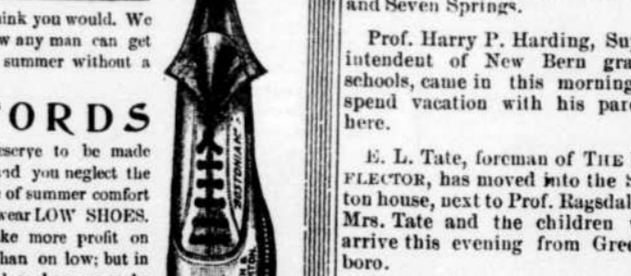 ink you would. We
w any man can get
summer without a
ORDS
eserve to be made
nd you neglect the
of summer comfort
wear LOW SHOES.
ke more profit on
han on low; but in
BOSTONIAN
and Seven Springs.
Prof. Harry P. Harding, Su
intendent of New Bern gra
schools, came in this morning
spend vacation with his par
here.
E. L. Tate, foreman of THE
FLECTOR, has moved into the
ton house, next to Prof. Ragsdal
Mrs. Tate and the children
arrive this evening from Gree
boro.